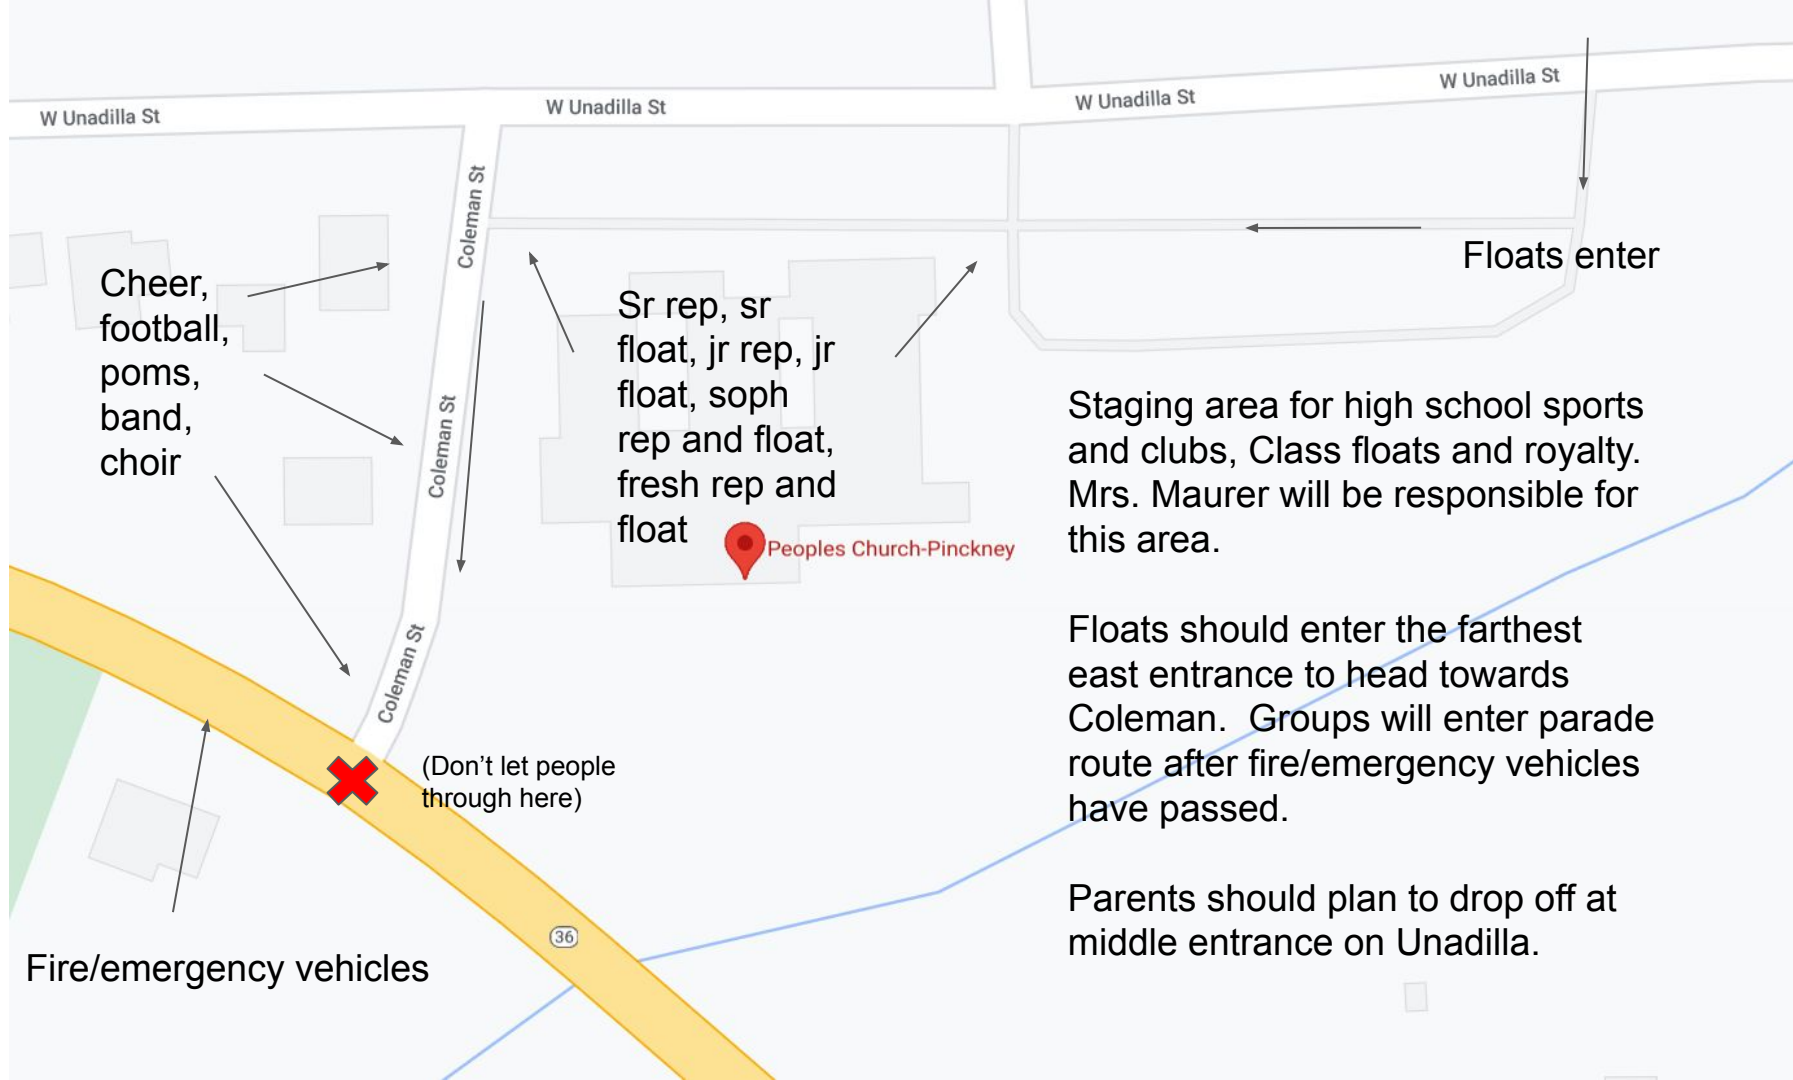 W Unadilla St
W Unadilla St
W Unadilla St
W Unadilla St
Coleman St
Coleman St
Coleman St
Floats enter
Cheer,
football,
poms,
band,
choir
Sr rep, sr
float, jr rep, jr
float, soph
rep and float,
fresh rep and
float
Peoples Church-Pinckney
Staging area for high school sports
and clubs, Class floats and royalty.
Mrs. Maurer will be responsible for
this area.
Floats should enter the farthest
east entrance to head towards
Coleman.  Groups will enter parade
route after fire/emergency vehicles
have passed.
Parents should plan to drop off at
middle entrance on Unadilla.
(Don’t let people
through here)
36
Fire/emergency vehicles